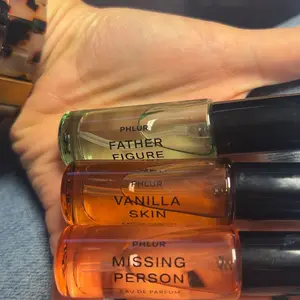 PHLUR
FATHER
FIGURE
PHLUR
VANILLA
SKIN
PHLUR
MISSING
PERSON
EAU DE PARFUM